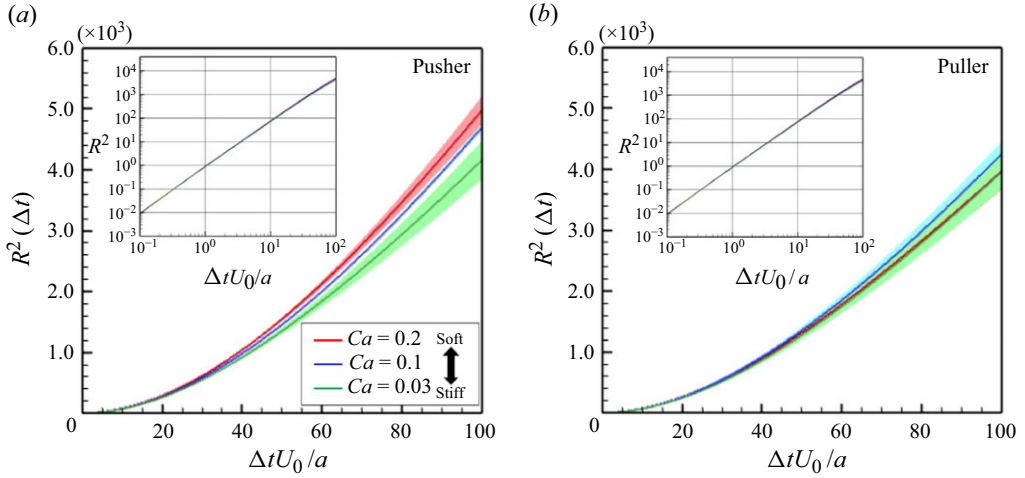 (a)
(×10³)
6.0
5.0
4.0
3.0
2.0
1.0
0
R² (Δt)
20
40
60
80
100
ΔtU₀/a
Pusher
10⁴
10³
10²
10¹
10⁰
10⁻¹
10⁻²
10⁻³
R²
10⁻¹
10⁰
10¹
10²
ΔtU₀/a
Ca = 0.2
Ca = 0.1
Ca = 0.03
Soft
Stiff
(b)
(×10³)
6.0
5.0
4.0
3.0
2.0
1.0
0
R² (Δt)
20
40
60
80
100
ΔtU₀/a
Puller
10⁴
10³
10²
10¹
10⁰
10⁻¹
10⁻²
10⁻³
R²
10⁻¹
10⁰
10¹
10²
ΔtU₀/a